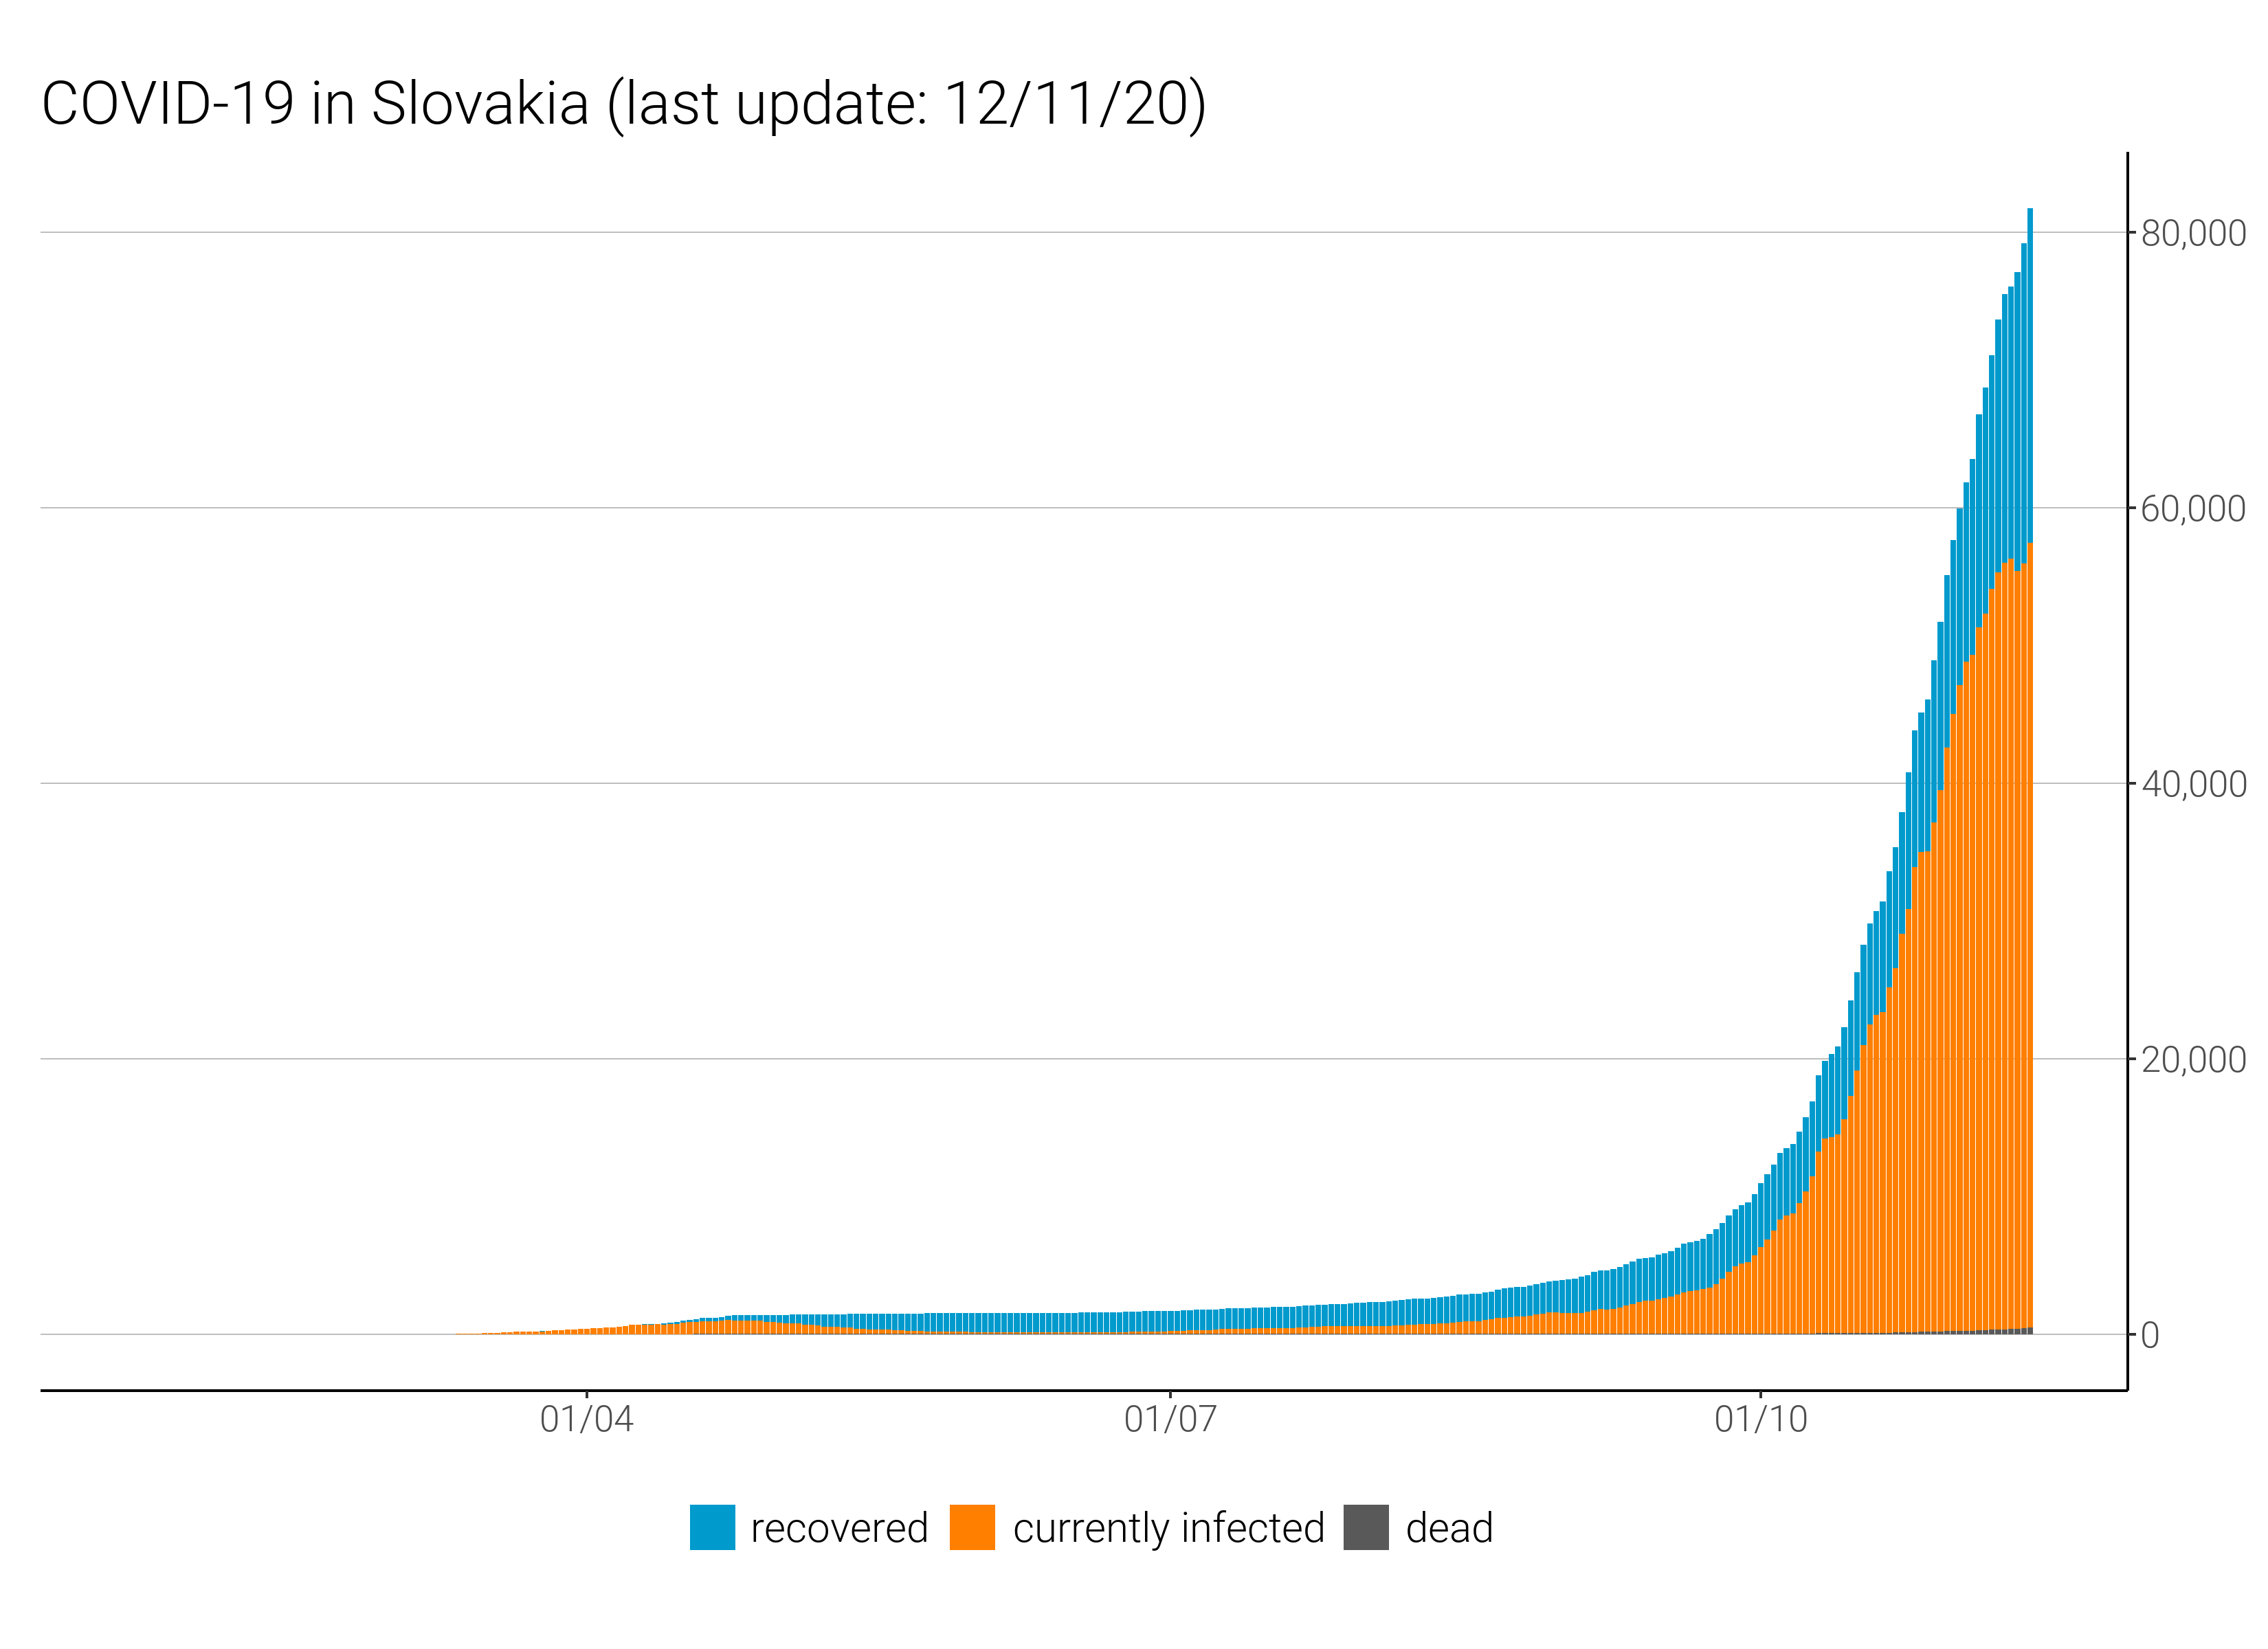 COVID-19 in Slovakia (last update: 12/11/20)
80,000
60,000
40,000
20,000
0
01/04 01/07 01/10
recovered currently infected dead